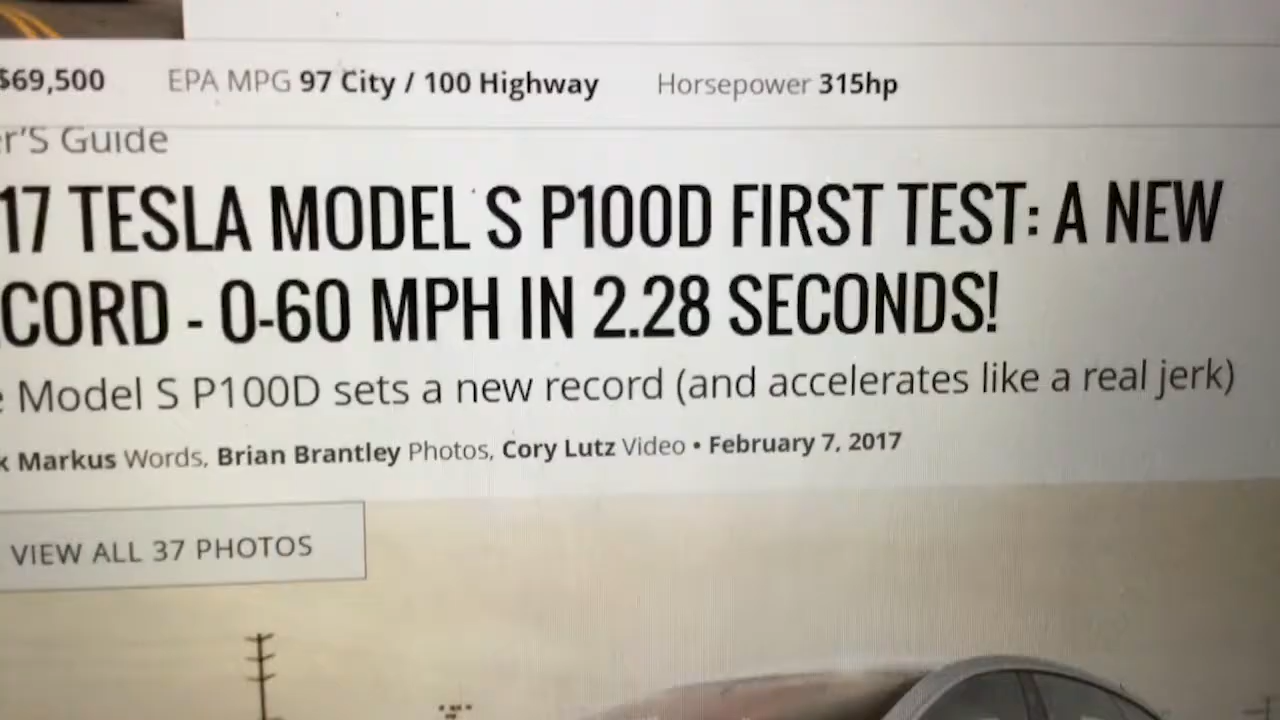 $69,500 EPA MPG 97 City / 100 Highway Horsepower 315hp
r'S Guide
17 TESLA MODEL S P100D FIRST TEST: A NEW
CORD - 0-60 MPH IN 2.28 SECONDS!
Model S P100D sets a new record (and accelerates like a real jerk)
k Markus Words, Brian Brantley Photos, Cory Lutz Video • February 7, 2017
VIEW ALL 37 PHOTOS